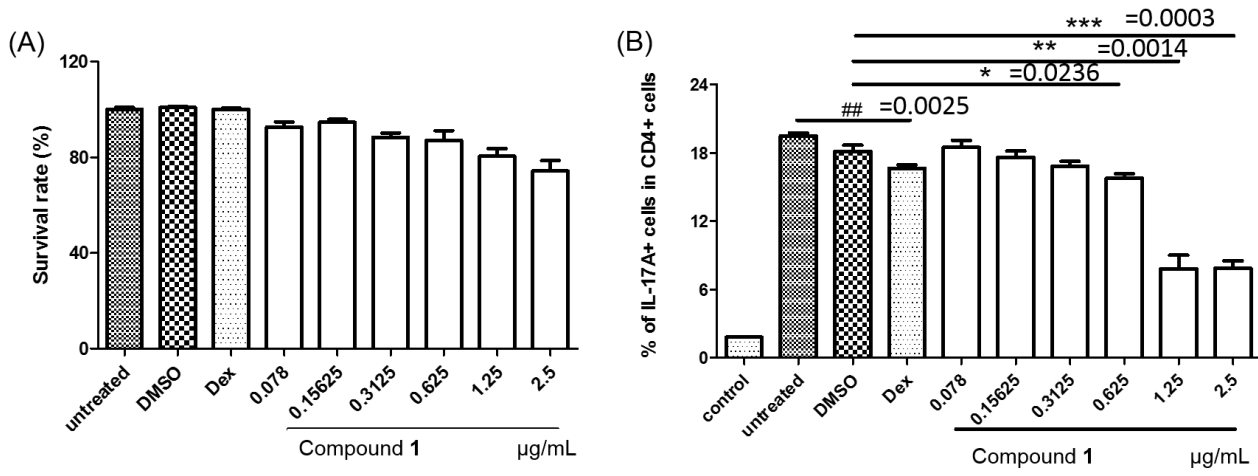 (A)
120
80
40
0
Survival rate (%)
untreated
DMSO
Dex
0.078
0.15625
0.3125
0.625
1.25
2.5
Compound 1 µg/mL
(B)
*** =0.0003
** =0.0014
* =0.0236
## =0.0025
24
18
12
6
0
% of IL-17A+ cells in CD4+ cells
control
untreated
DMSO
Dex
0.078
0.15625
0.3125
0.625
1.25
2.5
Compound 1 µg/mL